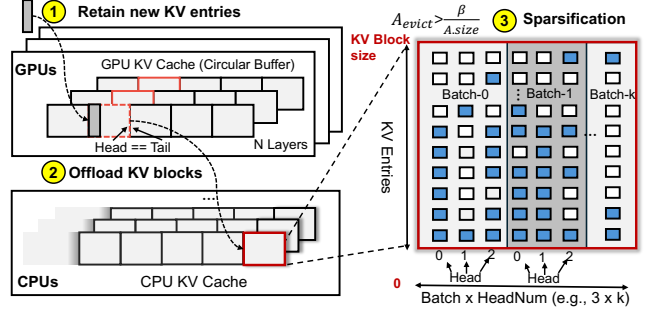 1 Retain new KV entries
GPUs
GPU KV Cache (Circular Buffer)
Head == Tail
N Layers
2 Offload KV blocks
...
CPUs
CPU KV Cache
A_evict > β / A.size
3 Sparsification
KV Block
size
Batch-0
Batch-1
Batch-k
...
KV Entries
0 1 2 0 1 2
Head Head
0
Batch x HeadNum (e.g., 3 x k)